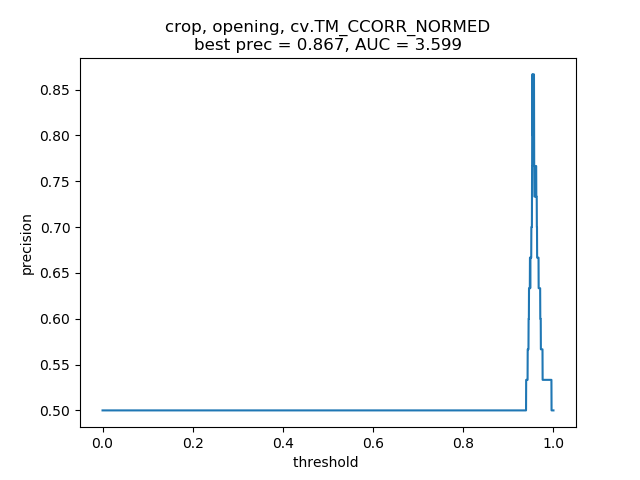 crop, opening, cv.TM_CCORR_NORMED
best prec = 0.867, AUC = 3.599
0.85
0.80
0.75
0.70
0.65
0.60
0.55
0.50
precision
0.0 0.2 0.4 0.6 0.8 1.0
threshold